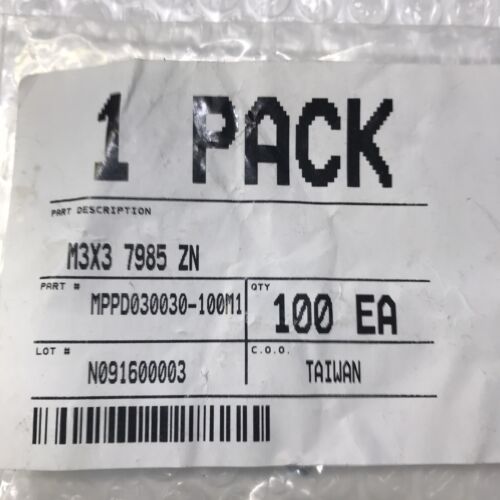 1 PACK
PART DESCRIPTION
M3X3 7985 ZN
PART # QTY
MPPD030030-100M1 100 EA
LOT # C.O.O.
N091600003 TAIWAN